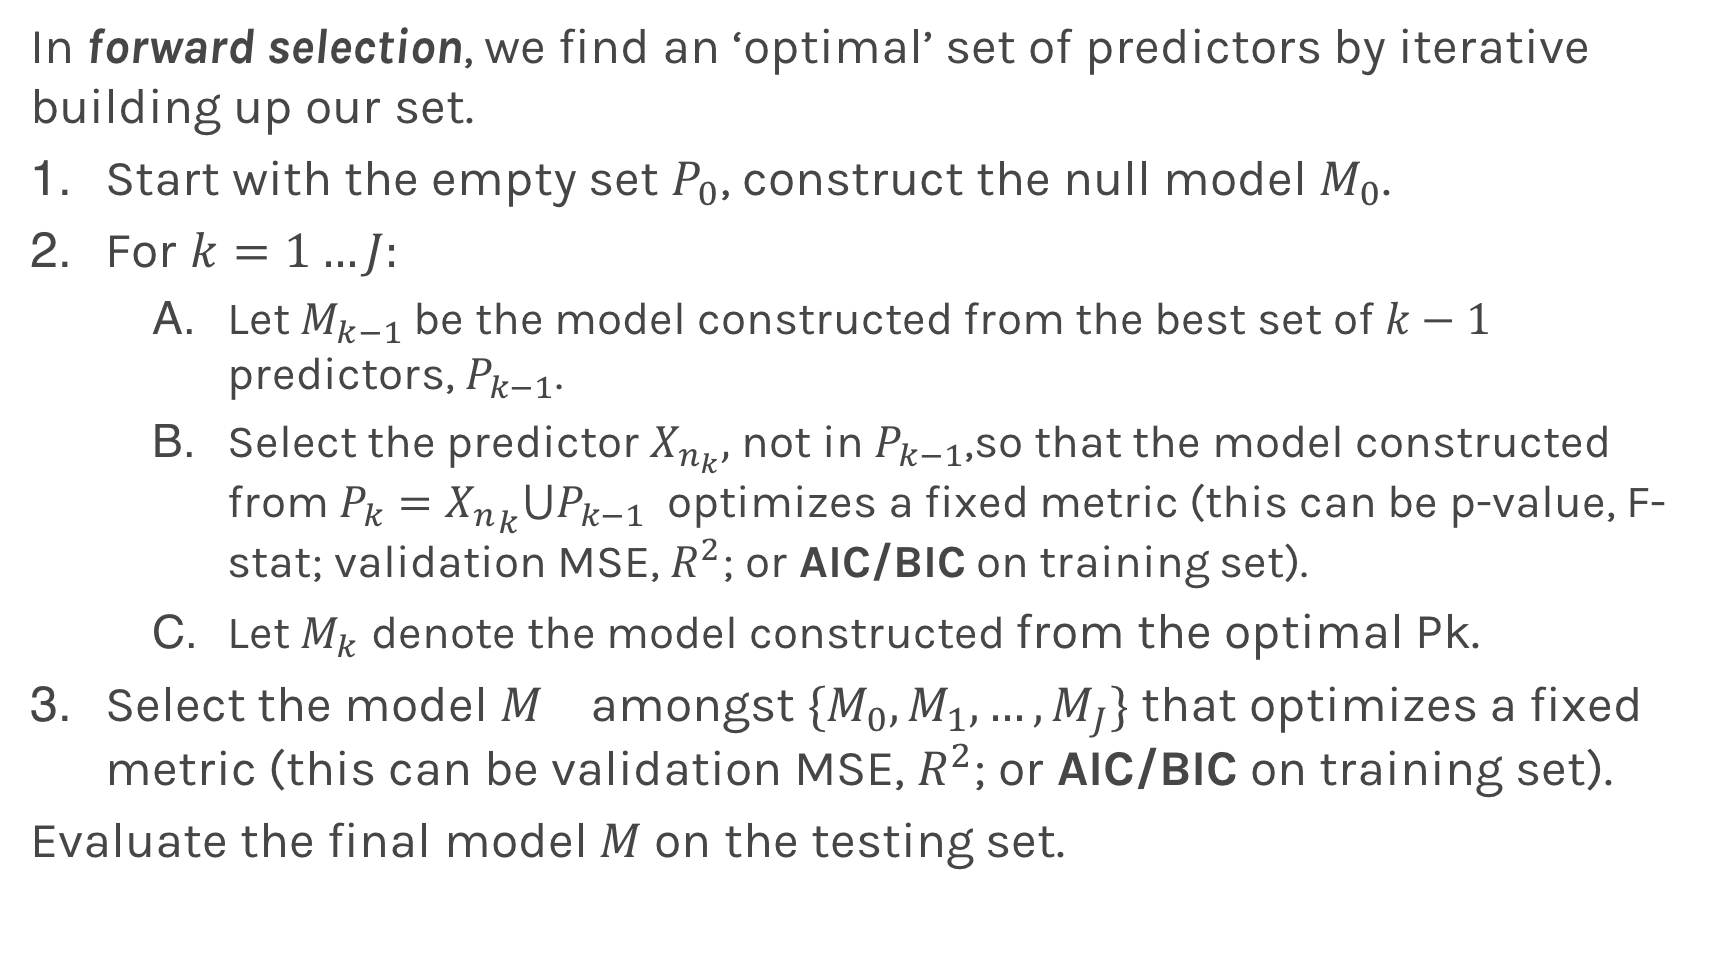 In forward selection, we find an ‘optimal’ set of predictors by iterative
building up our set.
1. Start with the empty set P₀, construct the null model M₀.
2. For k = 1 … J:
A. Let Mₖ₋₁ be the model constructed from the best set of k − 1
predictors, Pₖ₋₁.
B. Select the predictor X_{n_k}, not in Pₖ₋₁,so that the model constructed
from Pₖ = X_{n_k}⋃Pₖ₋₁ optimizes a fixed metric (this can be p-value, F-
stat; validation MSE, R²; or AIC/BIC on training set).
C. Let Mₖ denote the model constructed from the optimal Pk.
3. Select the model M amongst {M₀, M₁, … , M_J} that optimizes a fixed
metric (this can be validation MSE, R²; or AIC/BIC on training set).
Evaluate the final model M on the testing set.